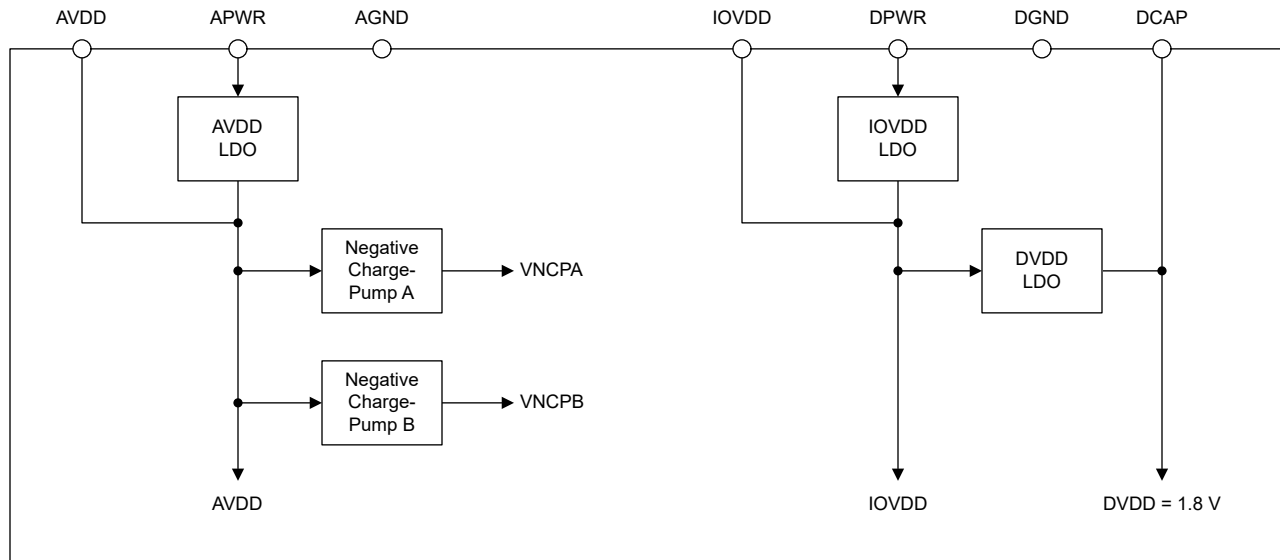 AVDD APWR AGND IOVDD DPWR DGND DCAP
AVDD
LDO
IOVDD
LDO
Negative
Charge-
Pump A
VNCPA
DVDD
LDO
Negative
Charge-
Pump B
VNCPB
AVDD IOVDD DVDD = 1.8 V